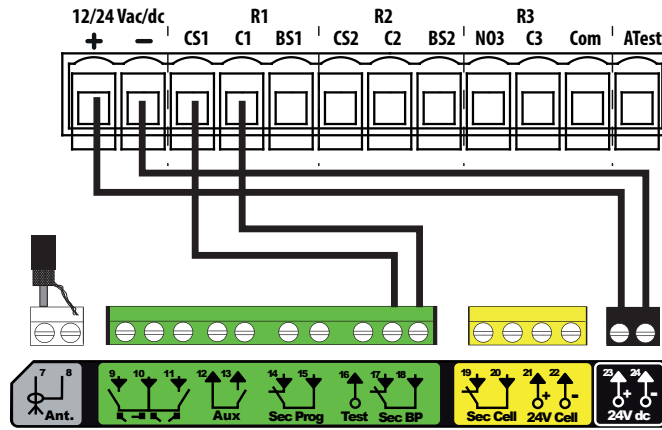 12/24 Vac/dc R1 R2 R3
+ – CS1 C1 BS1 CS2 C2 BS2 NO3 C3 Com ATest
7 8 9 10 11 12 13 14 15 16 17 18 19 20 21 22 23 24
+ - + -
Ant. Aux Sec Prog Test Sec BP Sec Cell 24V Cell 24V dc